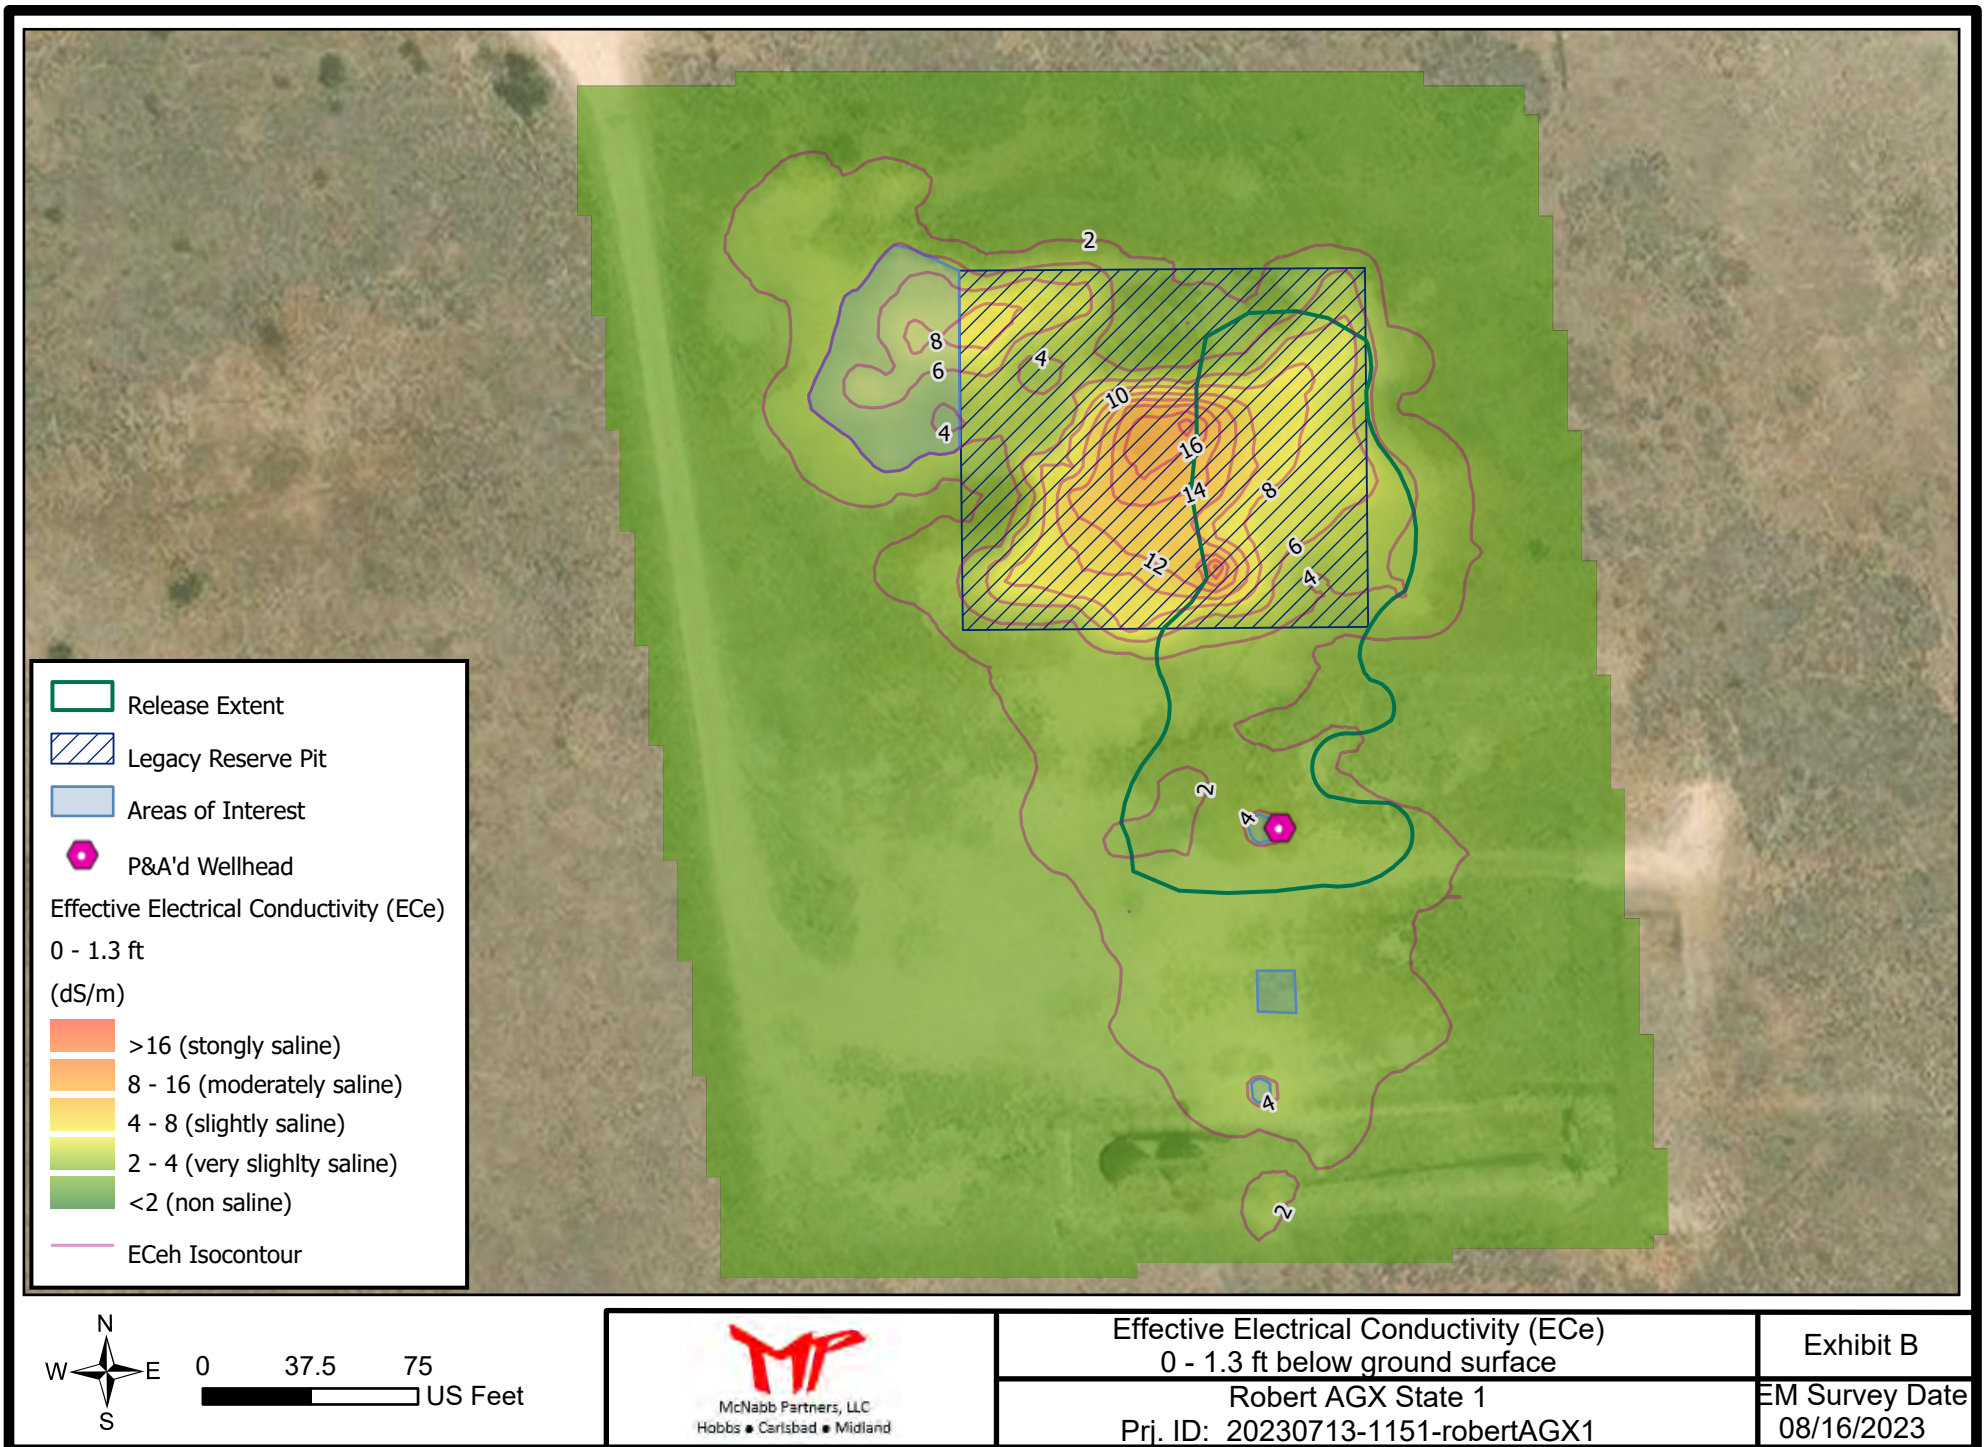 2
8
6
4
4
10
16
14
8
12
6
4
2
4
4
2
Release Extent
Legacy Reserve Pit
Areas of Interest
P&A'd Wellhead
Effective Electrical Conductivity (ECe)
0 - 1.3 ft
(dS/m)
>16 (stongly saline)
8 - 16 (moderately saline)
4 - 8 (slightly saline)
2 - 4 (very slighlty saline)
<2 (non saline)
ECeh Isocontour
N
W E
S
0 37.5 75
US Feet
McNabb Partners, LLC
Hobbs ● Carlsbad ● Midland
Effective Electrical Conductivity (ECe)
0 - 1.3 ft below ground surface
Robert AGX State 1
Prj. ID: 20230713-1151-robertAGX1
Exhibit B
EM Survey Date
08/16/2023